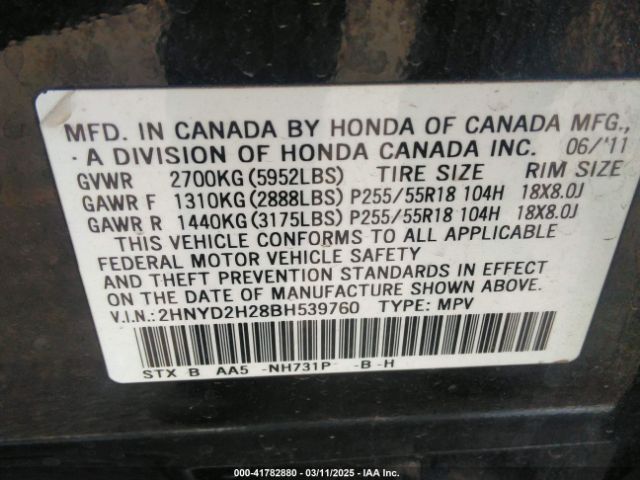 MFD. IN CANADA BY HONDA OF CANADA MFG.,
A DIVISION OF HONDA CANADA INC. 06/'11
GVWR 2700KG (5952LBS) TIRE SIZE RIM SIZE
GAWR F 1310KG (2888LBS) P255/55R18 104H 18X8.0J
GAWR R 1440KG (3175LBS) P255/55R18 104H 18X8.0J
THIS VEHICLE CONFORMS TO ALL APPLICABLE
FEDERAL MOTOR VEHICLE SAFETY
AND THEFT PREVENTION STANDARDS IN EFFECT ON
THE DATE OF MANUFACTURE SHOWN ABOVE.
V.I.N.: 2HNYD2H28BH539760 TYPE: MPV
STX B AA5 -NH731P -B -H
000-41782880 - 03/11/2025 - IAA Inc.